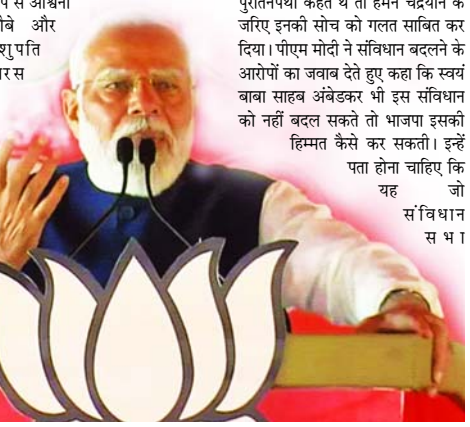 प स अश्विनी
बे और
शुपति
रस
पुरातनपंथी कहते थे तो हमने चंद्रयान के
जरिए इनकी सोच को गलत साबित कर
दिया। पीएम मोदी ने संविधान बदलने के
आरोपों का जवाब देते हुए कहा कि स्वयं
बाबा साहब अंबेडकर भी इस संविधान
को नहीं बदल सकते तो भाजपा इसकी
हिम्मत कैसे कर सकती। इन्हें
पता होना चाहिए कि
यह जो
संविधान
सभा